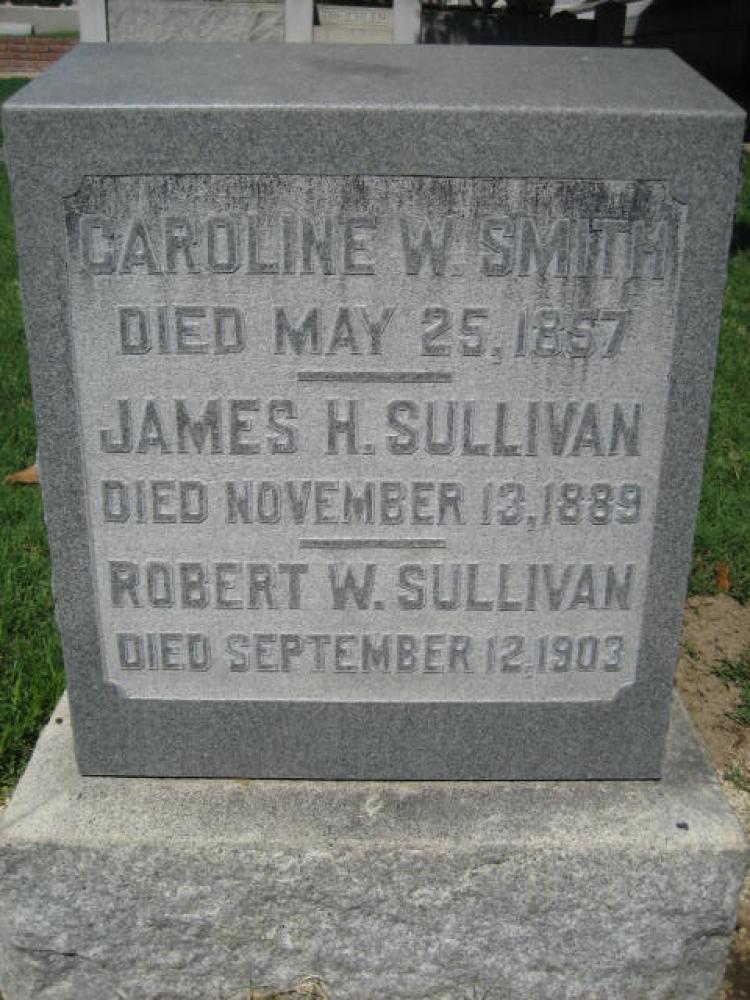 CAROLINE W. SMITH
DIED MAY 25, 1857
JAMES H. SULLIVAN
DIED NOVEMBER 13, 1889
ROBERT W. SULLIVAN
DIED SEPTEMBER 12, 1903